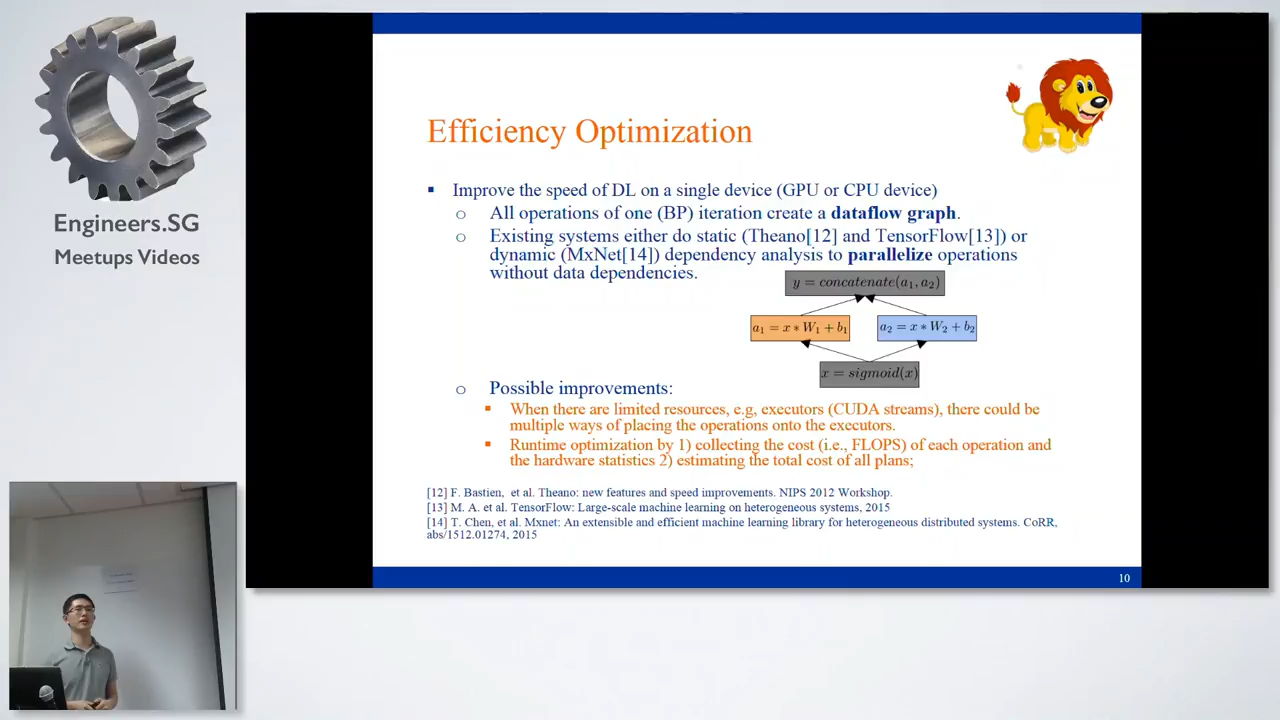 Engineers.SG
Meetups Videos
Efficiency Optimization
▪ Improve the speed of DL on a single device (GPU or CPU device)
o All operations of one (BP) iteration create a dataflow graph.
o Existing systems either do static (Theano[12] and TensorFlow[13]) or
dynamic (MxNet[14]) dependency analysis to parallelize operations
without data dependencies.
y = concatenate(a₁, a₂)
a₁ = x * W₁ + b₁
a₂ = x * W₂ + b₂
x = sigmoid(x)
o Possible improvements:
▪ When there are limited resources, e.g, executors (CUDA streams), there could be
multiple ways of placing the operations onto the executors.
▪ Runtime optimization by 1) collecting the cost (i.e., FLOPS) of each operation and
the hardware statistics 2) estimating the total cost of all plans;
[12] F. Bastien, et al. Theano: new features and speed improvements. NIPS 2012 Workshop.
[13] M. A. et al. TensorFlow: Large-scale machine learning on heterogeneous systems, 2015
[14] T. Chen, et al. Mxnet: An extensible and efficient machine learning library for heterogeneous distributed systems. CoRR,
abs/1512.01274, 2015
10